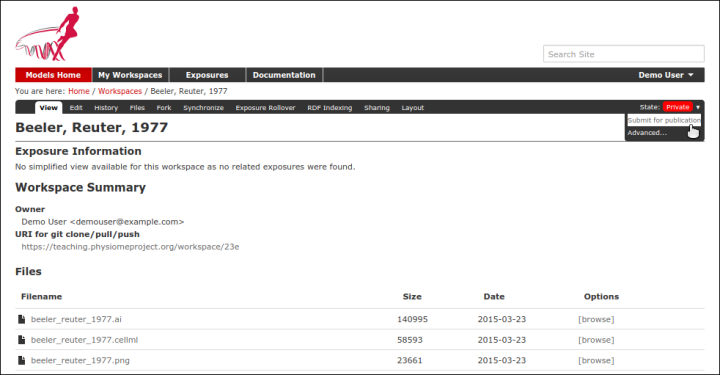 Search Site
Models Home My Workspaces Exposures Documentation Demo User
You are here: Home / Workspaces / Beeler, Reuter, 1977
View Edit History Files Fork Synchronize Exposure Rollover RDF Indexing Sharing Layout State: Private
Submit for publication
Advanced...
Beeler, Reuter, 1977
Exposure Information
No simplified view available for this workspace as no related exposures were found.
Workspace Summary
Owner
Demo User <demouser@example.com>
URI for git clone/pull/push
https://teaching.physiomeproject.org/workspace/23e
Files
Filename Size Date Options
beeler_reuter_1977.ai 140995 2015-03-23 [browse]
beeler_reuter_1977.cellml 58593 2015-03-23 [browse]
beeler_reuter_1977.png 23661 2015-03-23 [browse]